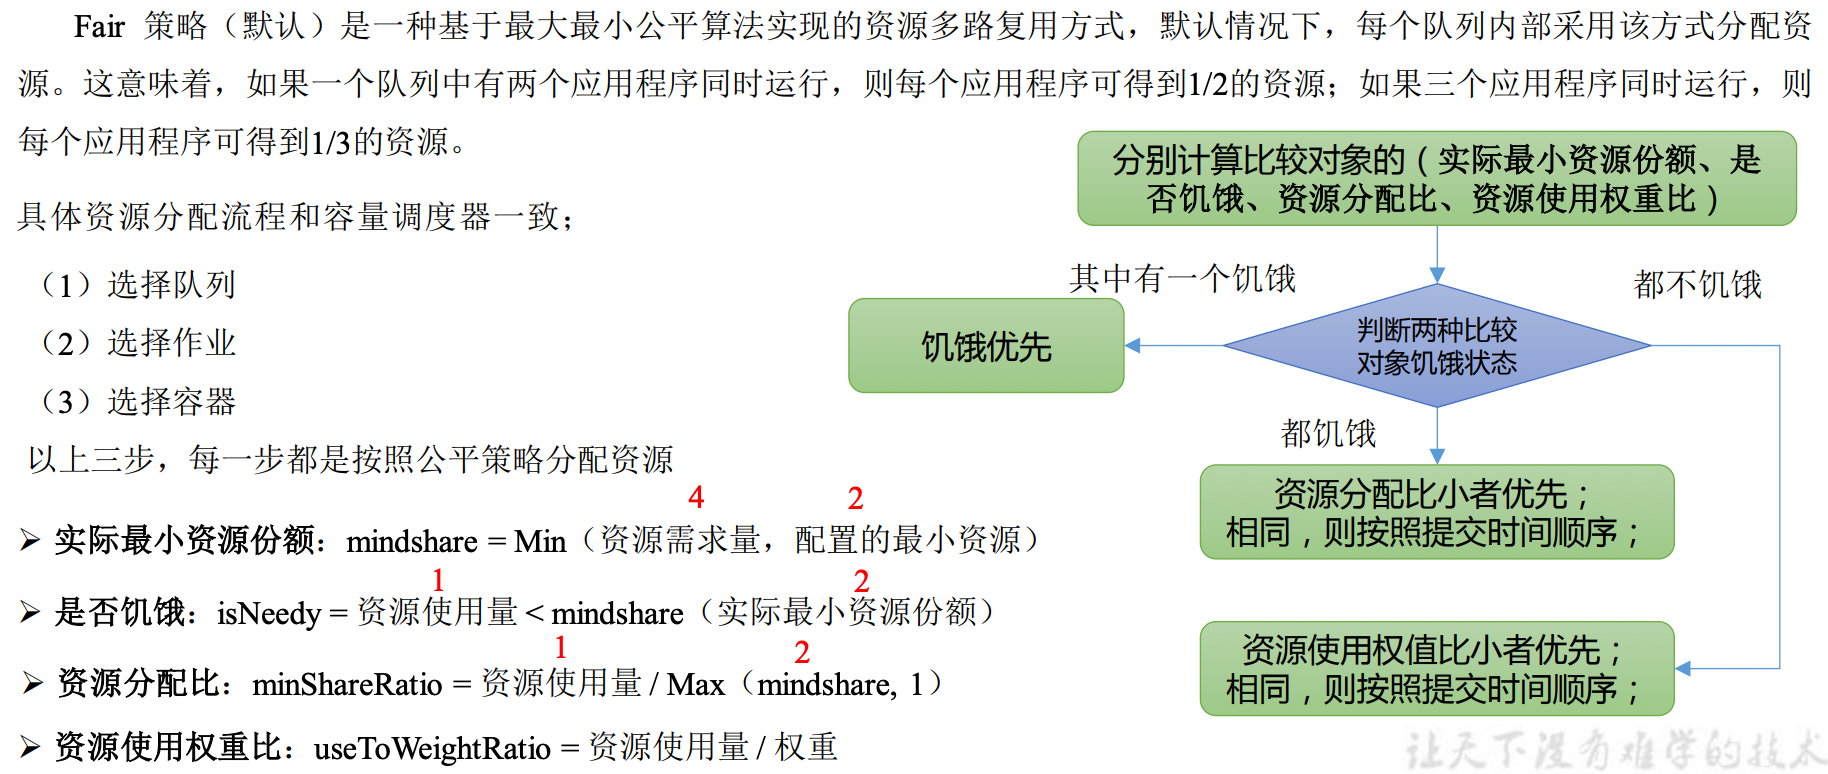 Fair 策略（默认）是一种基于最大最小公平算法实现的资源多路复用方式，默认情况下，每个队列内部采用该方式分配资
源。这意味着，如果一个队列中有两个应用程序同时运行，则每个应用程序可得到1/2的资源；如果三个应用程序同时运行，则
每个应用程序可得到1/3的资源。
具体资源分配流程和容量调度器一致；
（1）选择队列
（2）选择作业
（3）选择容器
以上三步，每一步都是按照公平策略分配资源
4 2
➢ 实际最小资源份额：mindshare = Min（资源需求量，配置的最小资源）
1 2
➢ 是否饥饿：isNeedy = 资源使用量 < mindshare（实际最小资源份额）
1 2
➢ 资源分配比：minShareRatio = 资源使用量 / Max（mindshare, 1）
➢ 资源使用权重比：useToWeightRatio = 资源使用量 / 权重
分别计算比较对象的（实际最小资源份额、是
否饥饿、资源分配比、资源使用权重比）
其中有一个饥饿
都不饥饿
饥饿优先
判断两种比较
对象饥饿状态
都饥饿
资源分配比小者优先；
相同，则按照提交时间顺序；
资源使用权值比小者优先；
相同，则按照提交时间顺序；
让天下没有难学的技术